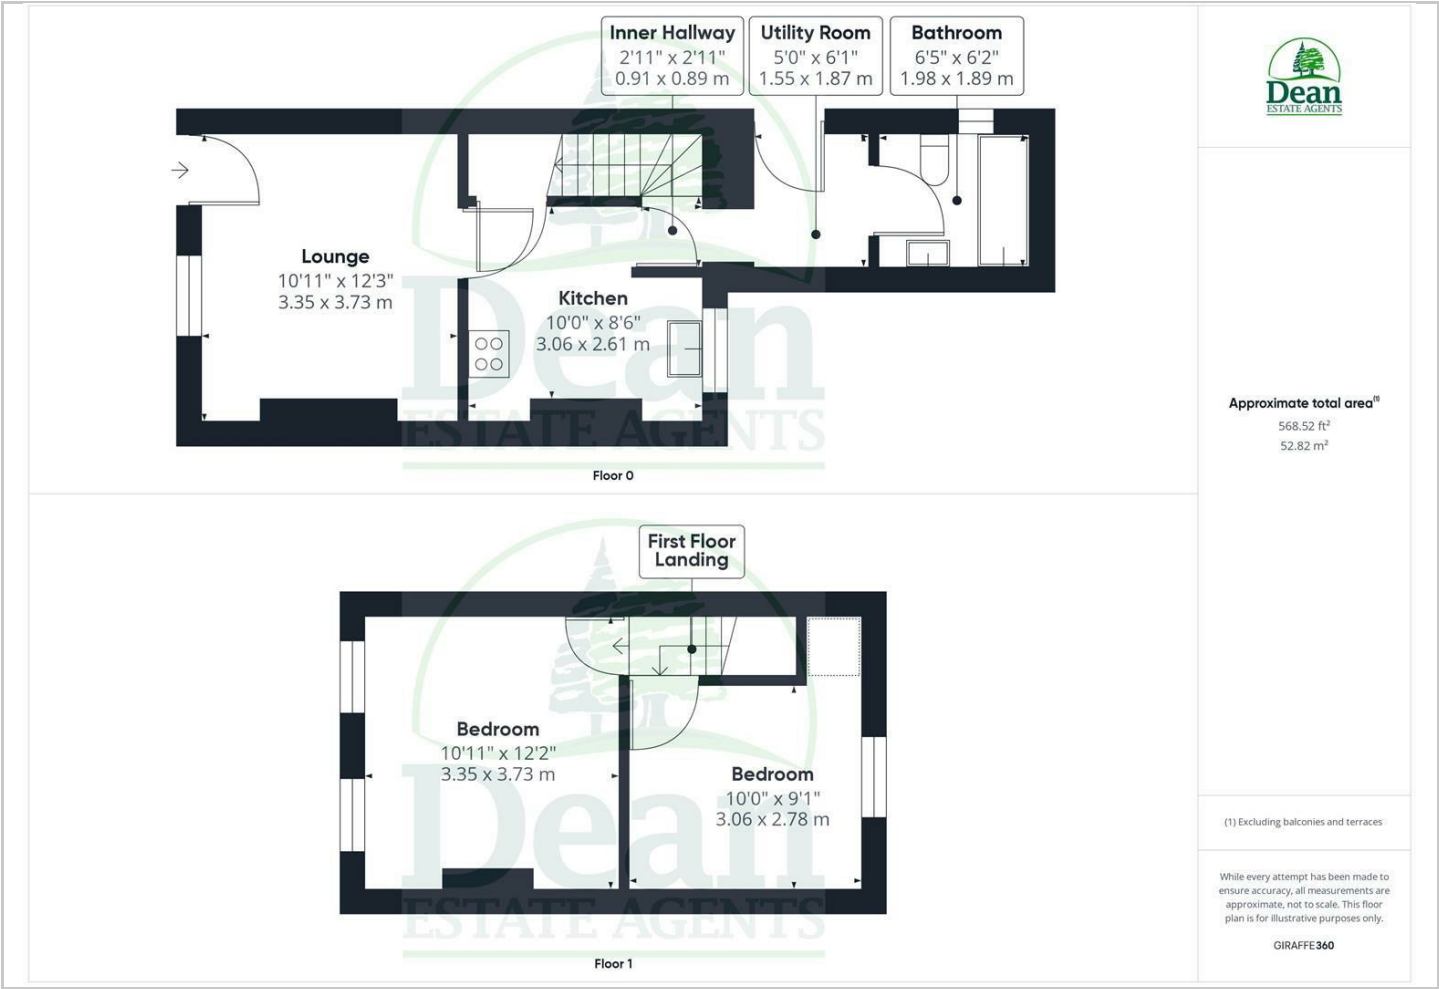 Inner Hallway
2'11" x 2'11"
0.91 x 0.89 m
Utility Room
5'0" x 6'1"
1.55 x 1.87 m
Bathroom
6'5" x 6'2"
1.98 x 1.89 m
Lounge
10'11" x 12'3"
3.35 x 3.73 m
Kitchen
10'0" x 8'6"
3.06 x 2.61 m
Dean
ESTATE AGENTS
Floor 0
First Floor
Landing
Bedroom
10'11" x 12'2"
3.35 x 3.73 m
Bedroom
10'0" x 9'1"
3.06 x 2.78 m
Dean
ESTATE AGENTS
Floor 1
Dean
ESTATE AGENTS
Approximate total area(1)
568.52 ft²
52.82 m²
(1) Excluding balconies and terraces
While every attempt has been made to
ensure accuracy, all measurements are
approximate, not to scale. This floor
plan is for illustrative purposes only.
GIRAFFE360